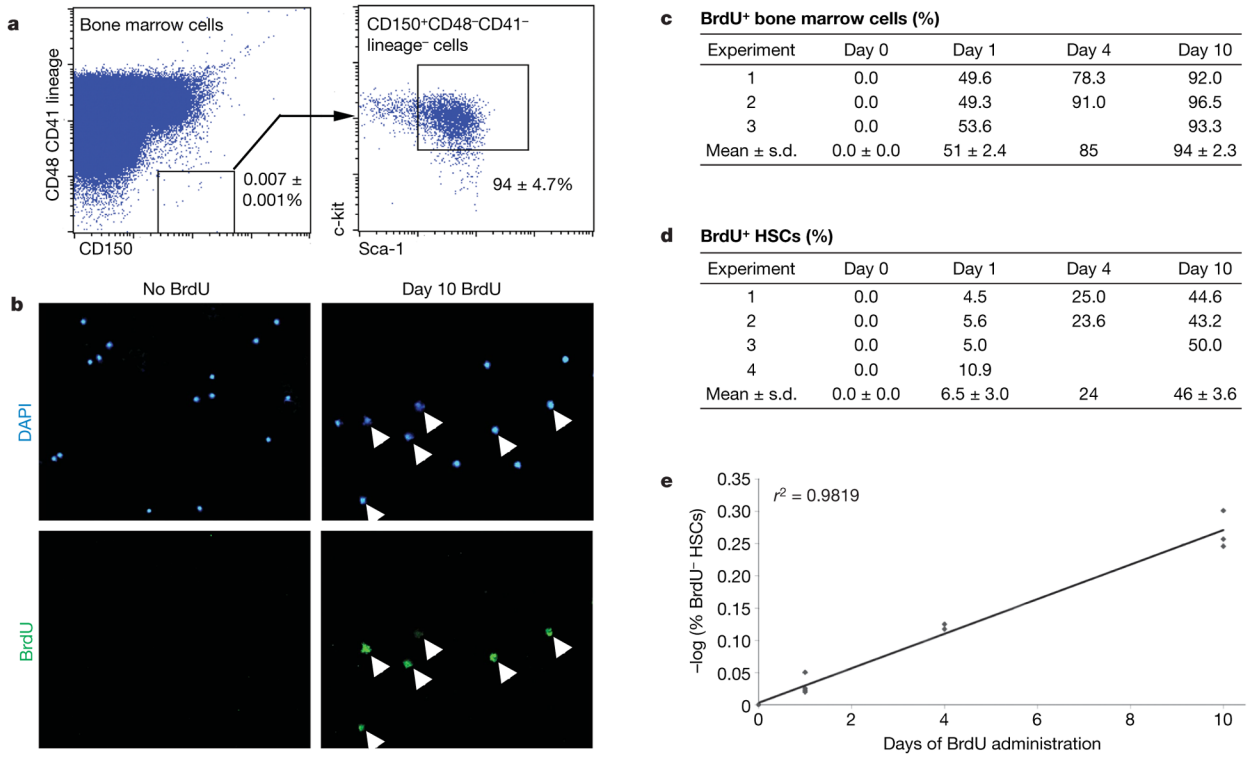 a
Bone marrow cells
CD48 CD41 lineage
0.007 ±
0.001%
CD150
CD150⁺CD48⁻CD41⁻
lineage⁻ cells
94 ± 4.7%
c-kit
Sca-1
b
No BrdU
Day 10 BrdU
DAPI
BrdU
c BrdU⁺ bone marrow cells (%)
Experiment Day 0 Day 1 Day 4 Day 10
1 0.0 49.6 78.3 92.0
2 0.0 49.3 91.0 96.5
3 0.0 53.6 93.3
Mean ± s.d. 0.0 ± 0.0 51 ± 2.4 85 94 ± 2.3
d BrdU⁺ HSCs (%)
Experiment Day 0 Day 1 Day 4 Day 10
1 0.0 4.5 25.0 44.6
2 0.0 5.6 23.6 43.2
3 0.0 5.0 50.0
4 0.0 10.9
Mean ± s.d. 0.0 ± 0.0 6.5 ± 3.0 24 46 ± 3.6
e
r² = 0.9819
–log (% BrdU⁻ HSCs)
0.35
0.30
0.25
0.20
0.15
0.10
0.05
0
0 2 4 6 8 10
Days of BrdU administration